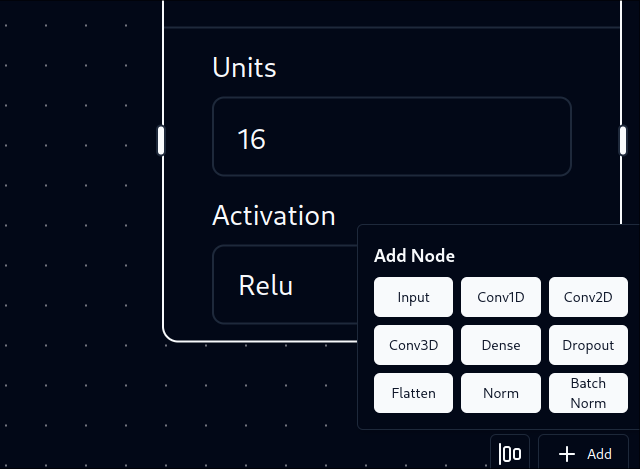 Units
16
Activation
Relu
Add Node
Input
Conv1D
Conv2D
Conv3D
Dense
Dropout
Flatten
Norm
Batch
Norm
Add